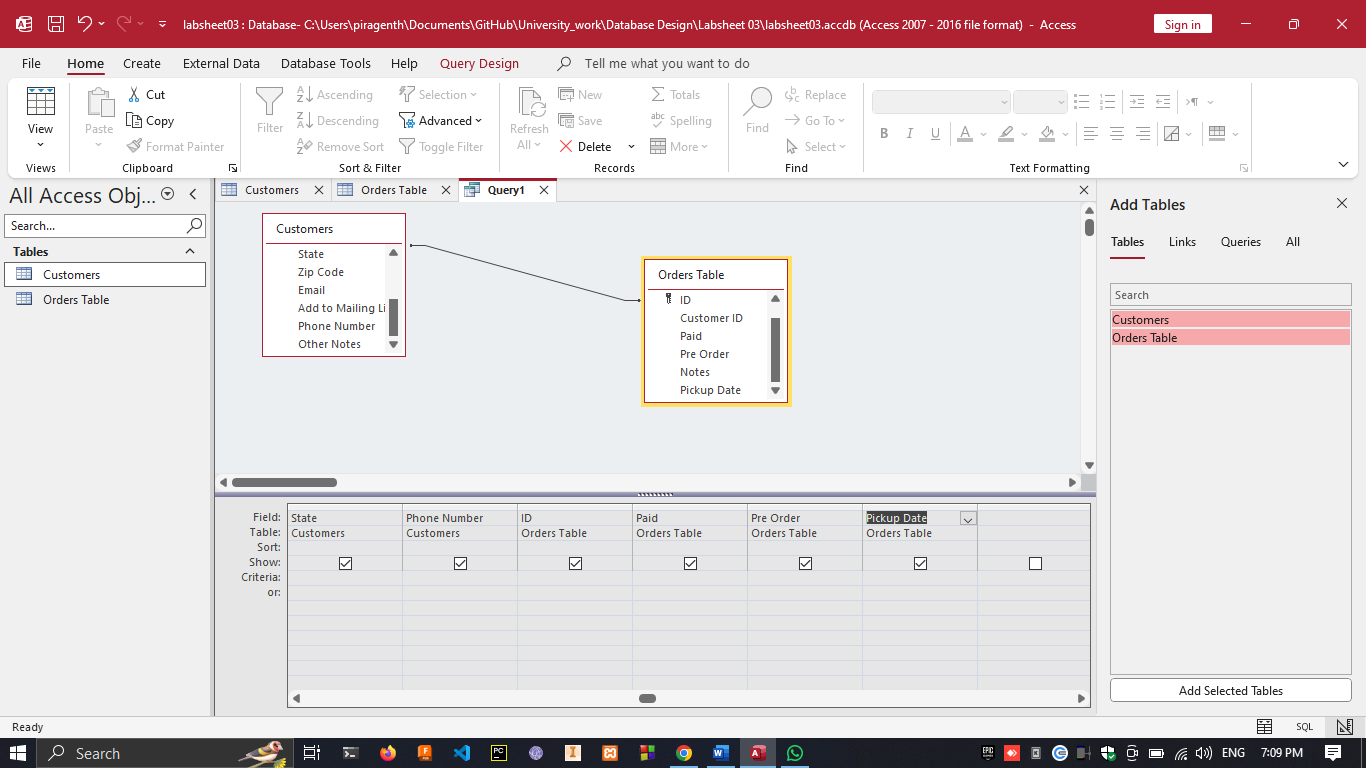 labsheet03 : Database- C:\Users\piragenth\Documents\GitHub\University_work\Database Design\Labsheet 03\labsheet03.accdb (Access 2007 - 2016 file format) - Access
Sign in
File Home Create External Data Database Tools Help Query Design Tell me what you want to do
View
Views
Paste
Cut
Copy
Format Painter
Clipboard
Filter
Ascending
Descending
Remove Sort
Selection
Advanced
Toggle Filter
Sort & Filter
Refresh
All
New
Save
Delete
Totals
Spelling
More
Records
Find
Replace
Go To
Select
Find
B I U A
Text Formatting
All Access Obj...
Search...
Tables
Customers
Orders Table
Customers Orders Table Query1
Customers
State
Zip Code
Email
Add to Mailing Li
Phone Number
Other Notes
Orders Table
ID
Customer ID
Paid
Pre Order
Notes
Pickup Date
Field: State Phone Number ID Paid Pre Order Pickup Date
Table: Customers Customers Orders Table Orders Table Orders Table Orders Table
Sort:
Show:
Criteria:
or:
Add Tables
Tables Links Queries All
Search
Customers
Orders Table
Add Selected Tables
Ready
SQL
Search
ENG 7:09 PM